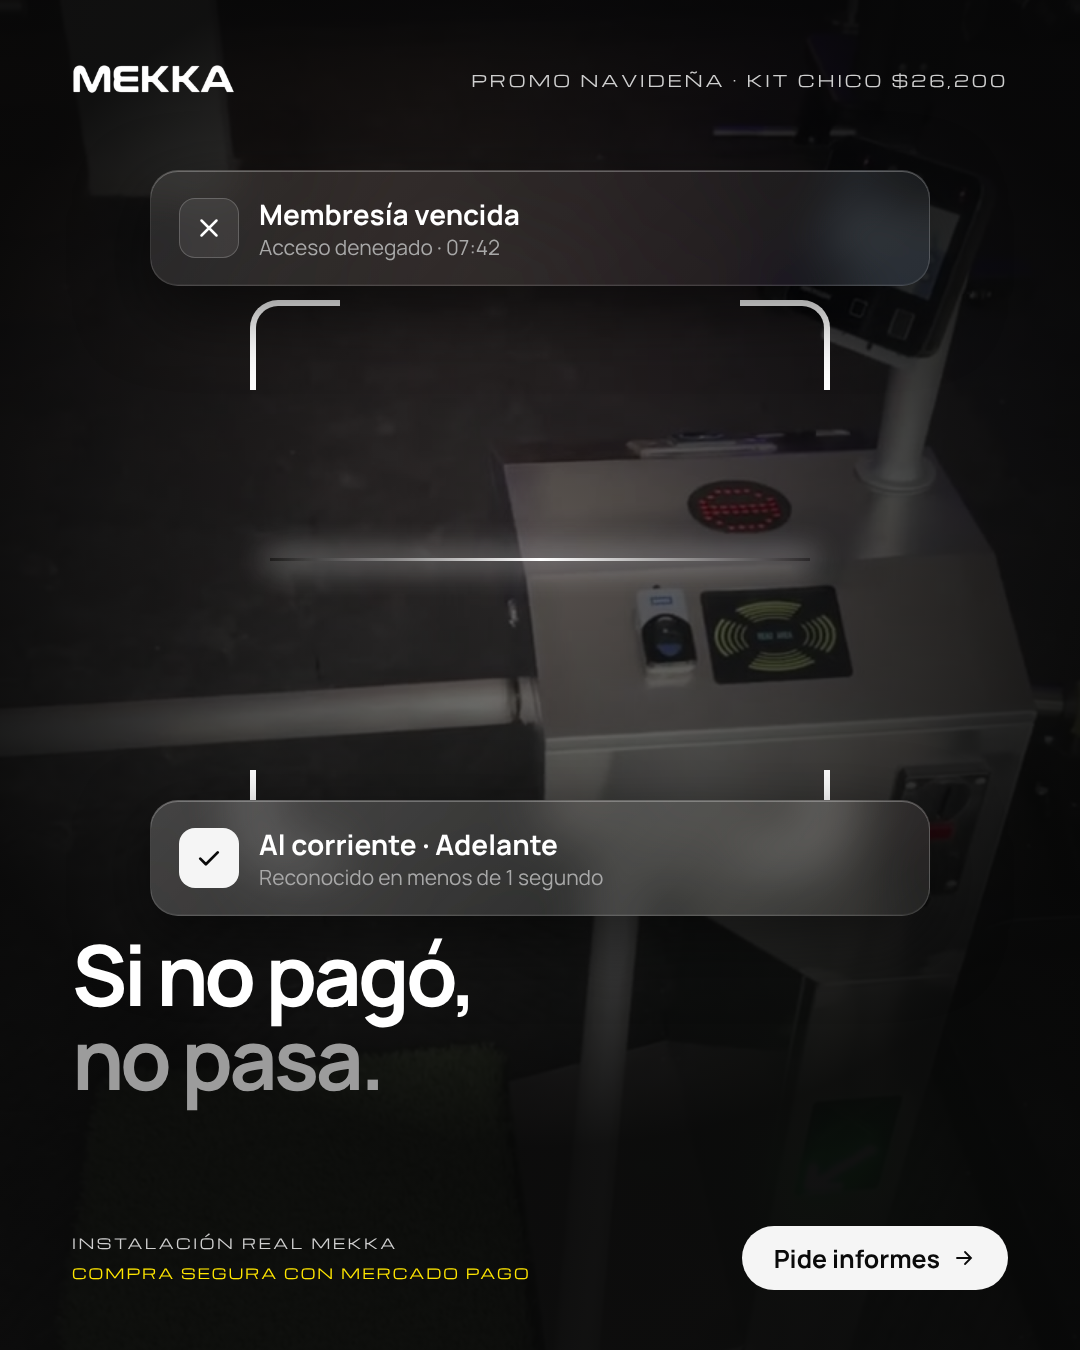 MEKKA
PROMO NAVIDEÑA · KIT CHICO $26,200
Membresía vencida
Acceso denegado · 07:42
Al corriente · Adelante
Reconocido en menos de 1 segundo
Si no pagó,
no pasa.
INSTALACIÓN REAL MEKKA
COMPRA SEGURA CON MERCADO PAGO
Pide informes →